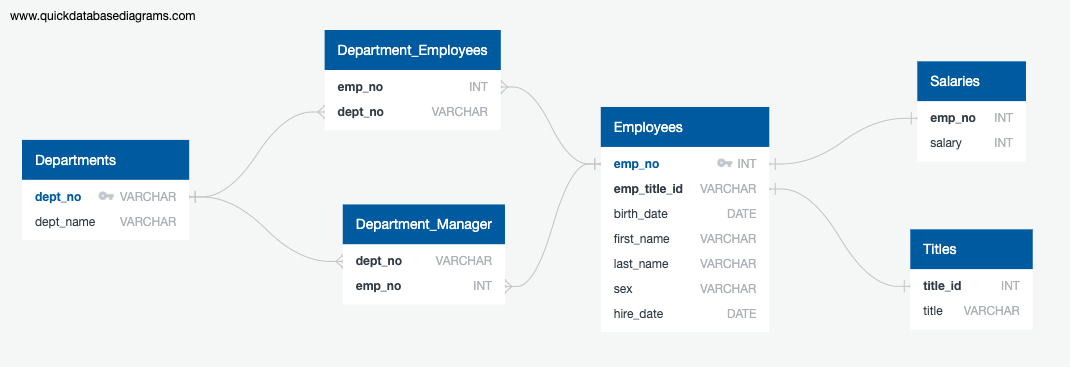 www.quickdatabasediagrams.com
Departments
dept_no VARCHAR
dept_name VARCHAR
Department_Employees
emp_no INT
dept_no VARCHAR
Department_Manager
dept_no VARCHAR
emp_no INT
Employees
emp_no INT
emp_title_id VARCHAR
birth_date DATE
first_name VARCHAR
last_name VARCHAR
sex VARCHAR
hire_date DATE
Salaries
emp_no INT
salary INT
Titles
title_id INT
title VARCHAR